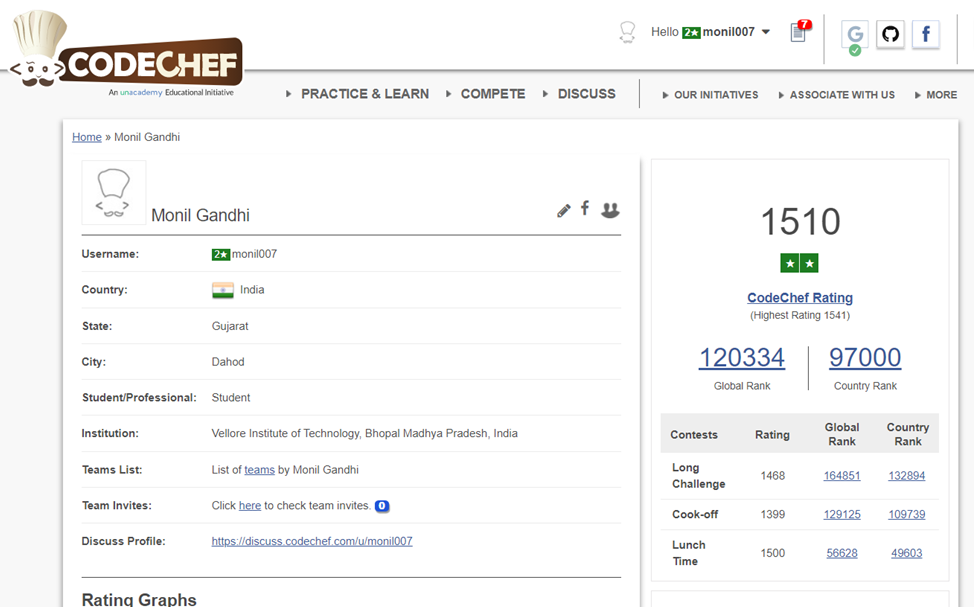 Hello 2★ monil007
7
CODECHEF
An unacademy Educational Initiative
PRACTICE & LEARN COMPETE DISCUSS OUR INITIATIVES ASSOCIATE WITH US MORE
Home » Monil Gandhi
Monil Gandhi
Username: 2★ monil007
Country: India
State: Gujarat
City: Dahod
Student/Professional: Student
Institution: Vellore Institute of Technology, Bhopal Madhya Pradesh, India
Teams List: List of teams by Monil Gandhi
Team Invites: Click here to check team invites. 0
Discuss Profile: https://discuss.codechef.com/u/monil007
Rating Graphs
1510
★ ★
CodeChef Rating
(Highest Rating 1541)
120334 97000
Global Rank Country Rank
Contests Rating Global Rank Country Rank
Long Challenge 1468 164851 132894
Cook-off 1399 129125 109739
Lunch Time 1500 56628 49603